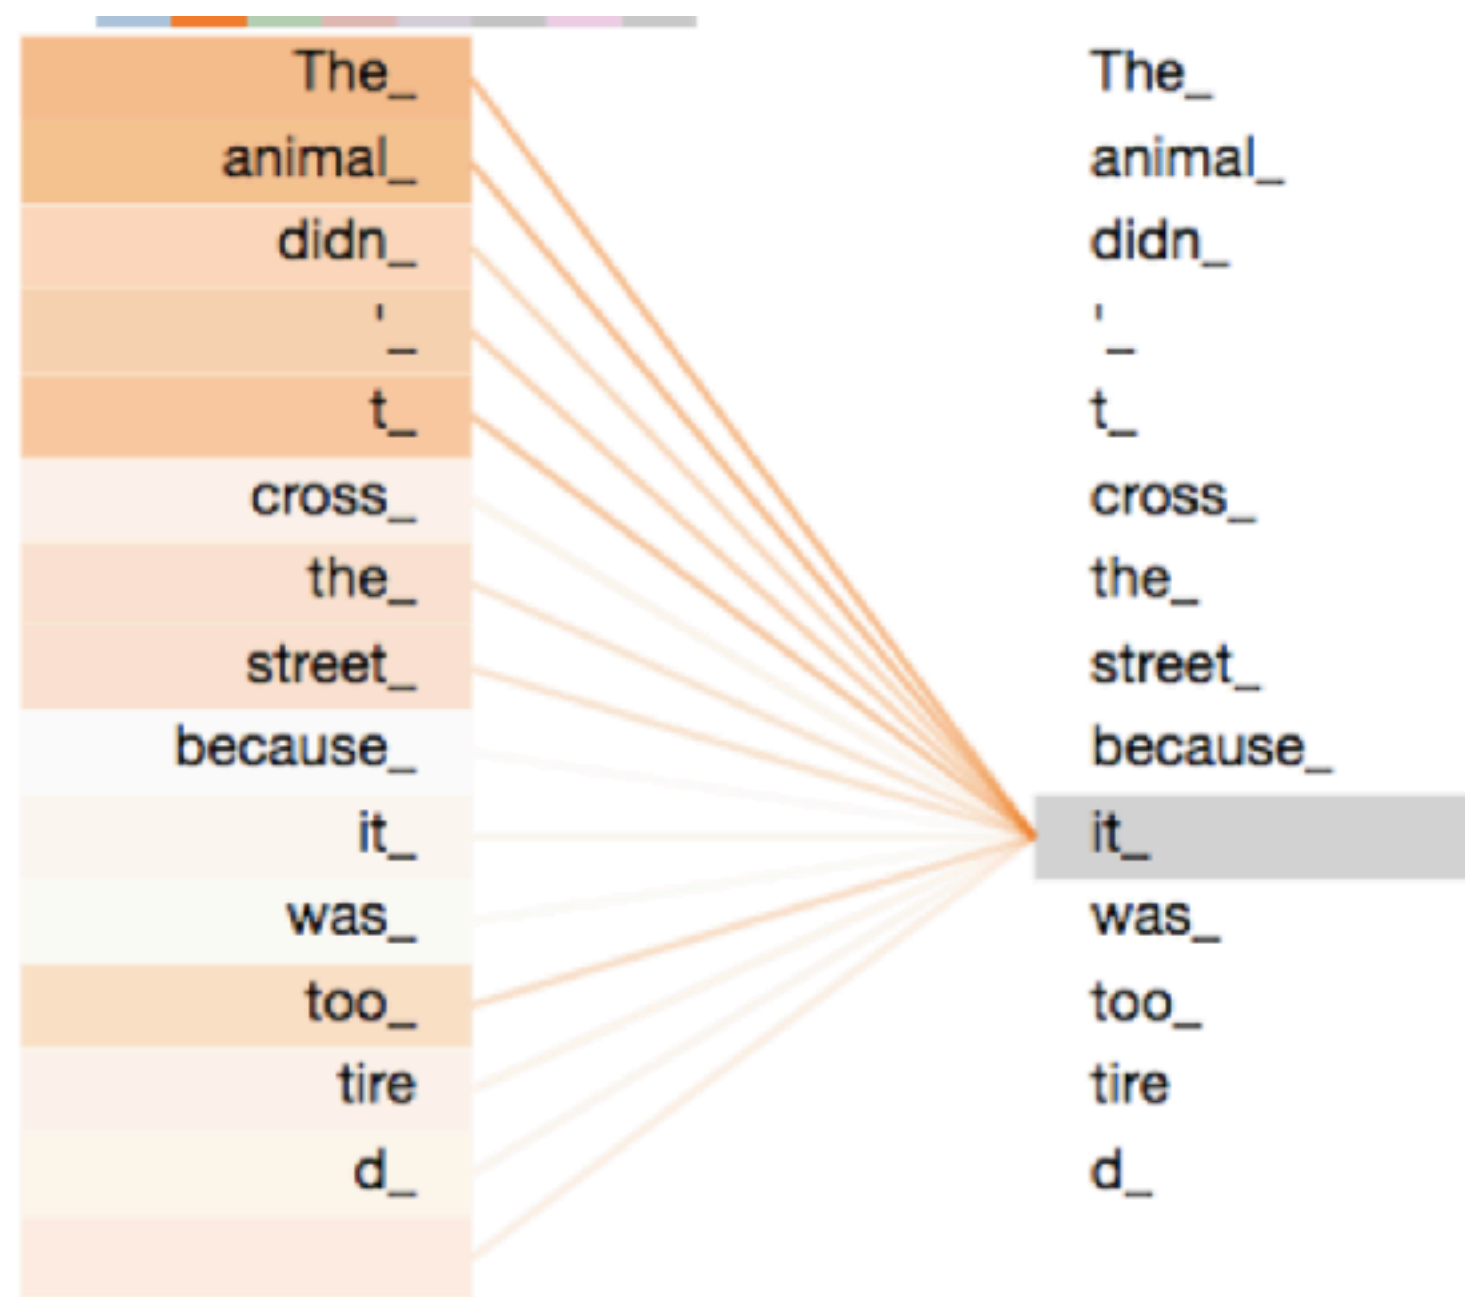 The_ The_
animal_ animal_
didn_ didn_
'_ '_
t_ t_
cross_ cross_
the_ the_
street_ street_
because_ because_
it_ it_
was_ was_
too_ too_
tire tire
d_ d_